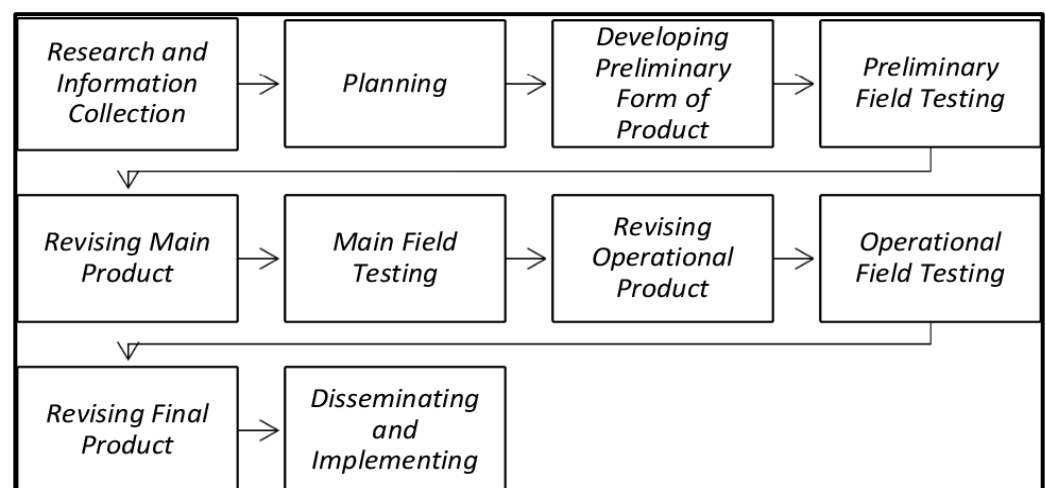 Research and
Information
Collection
Planning
Developing
Preliminary
Form of
Product
Preliminary
Field Testing
Revising Main
Product
Main Field
Testing
Revising
Operational
Product
Operational
Field Testing
Revising Final
Product
Disseminating
and
Implementing